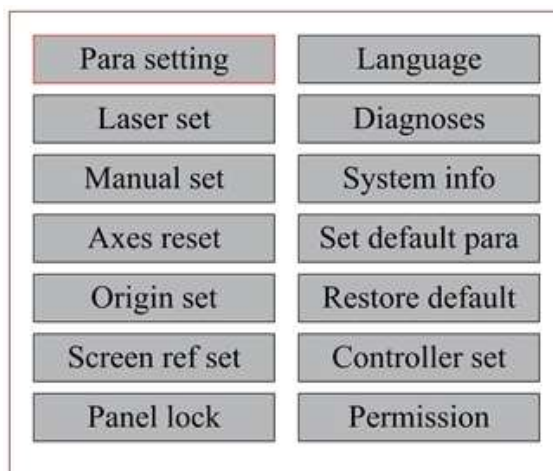 Para setting
Language
Laser set
Diagnoses
Manual set
System info
Axes reset
Set default para
Origin set
Restore default
Screen ref set
Controller set
Panel lock
Permission